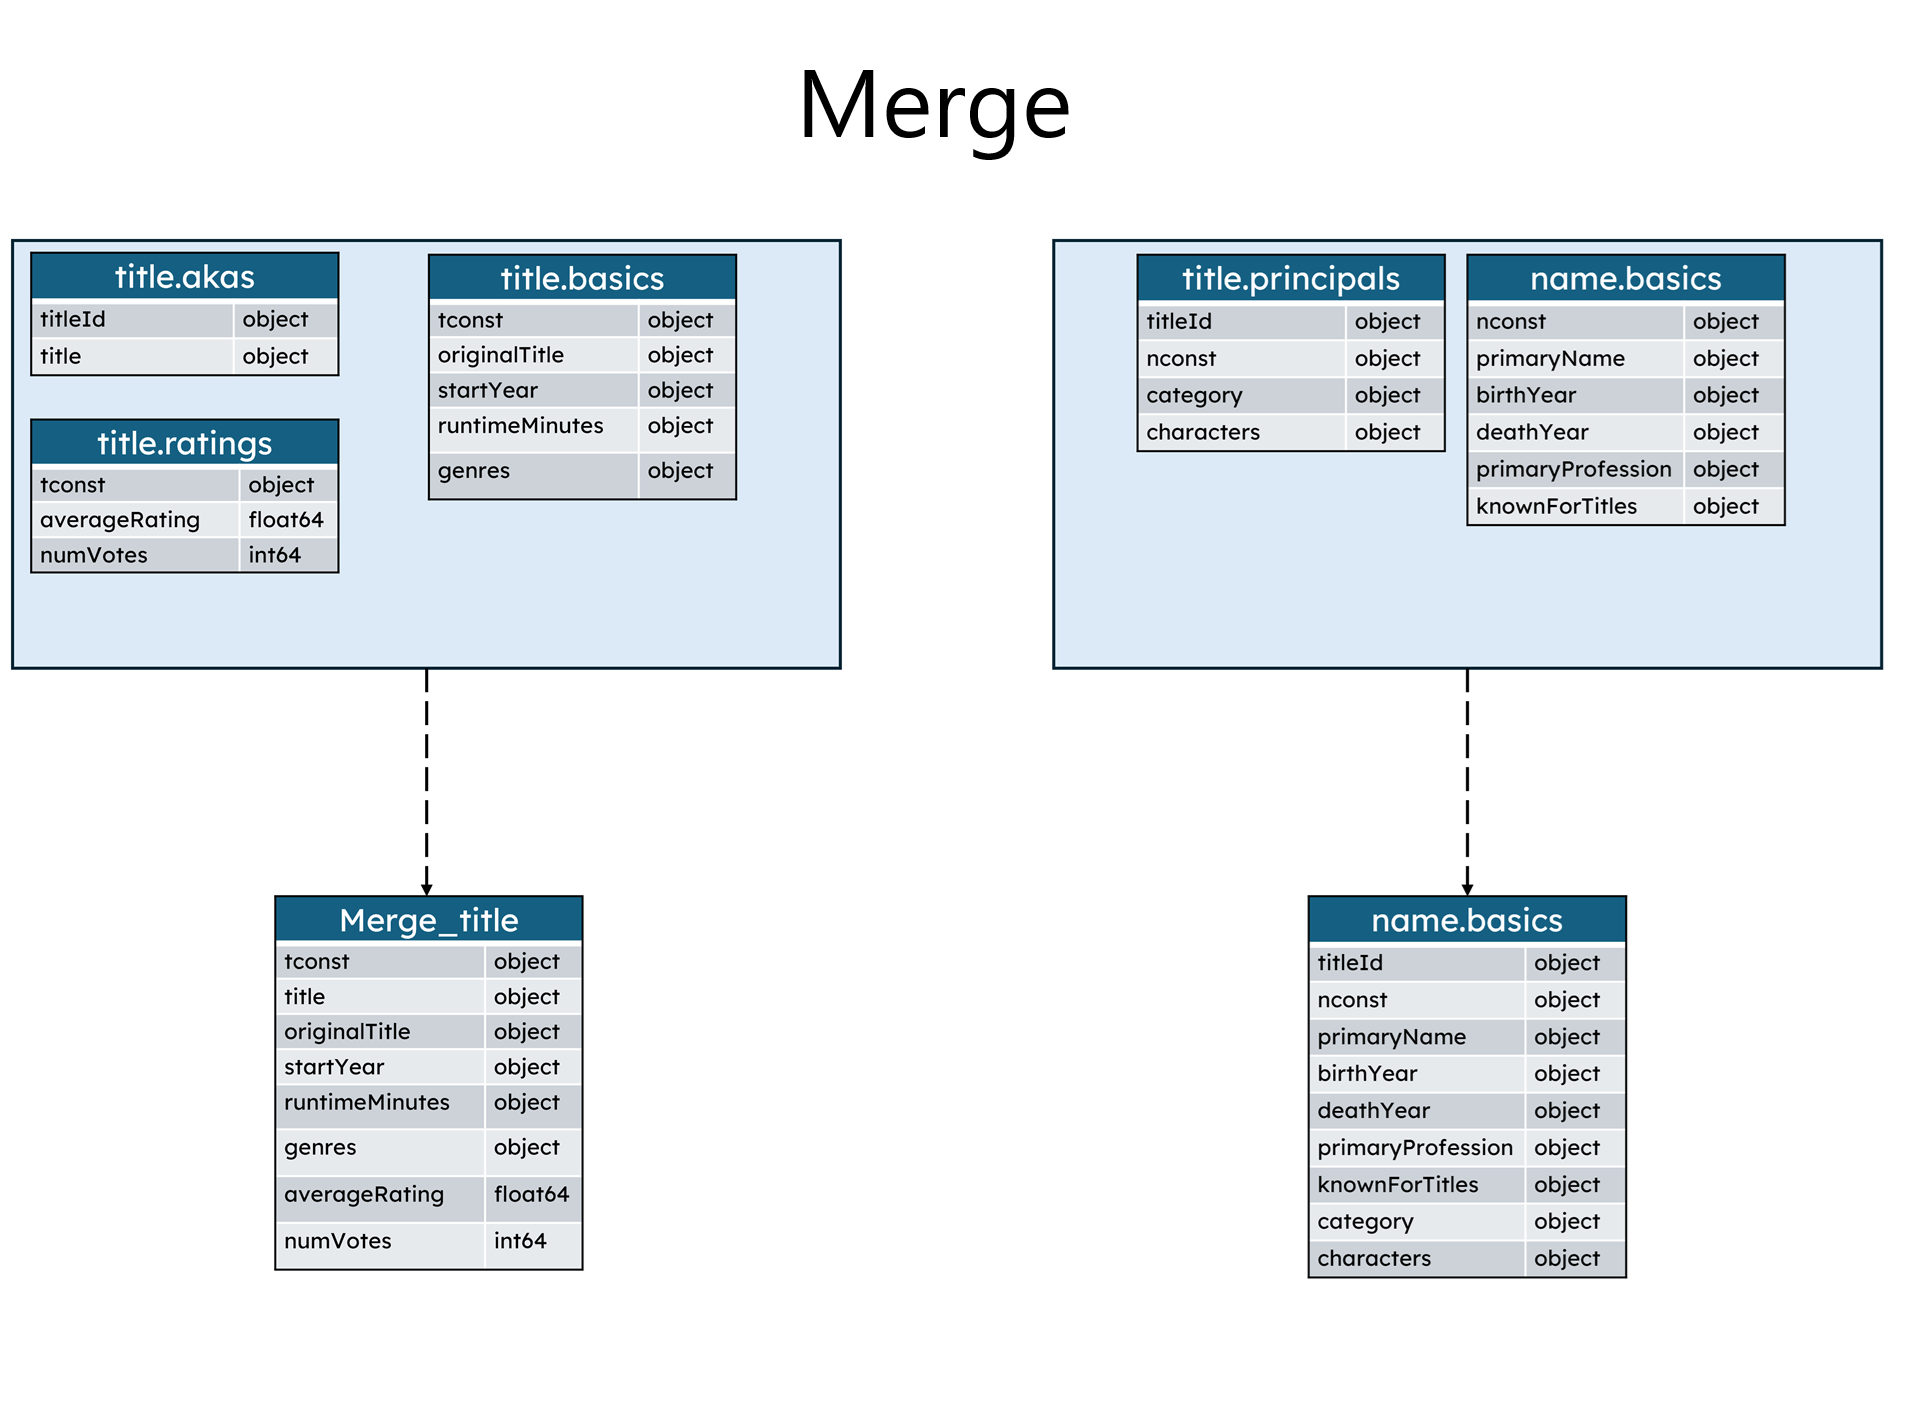 Merge
title.akas
titleId object
title object
title.ratings
tconst object
averageRating float64
numVotes int64
title.basics
tconst object
originalTitle object
startYear object
runtimeMinutes object
genres object
title.principals
titleId object
nconst object
category object
characters object
name.basics
nconst object
primaryName object
birthYear object
deathYear object
primaryProfession object
knownForTitles object
Merge_title
tconst object
title object
originalTitle object
startYear object
runtimeMinutes object
genres object
averageRating float64
numVotes int64
name.basics
titleId object
nconst object
primaryName object
birthYear object
deathYear object
primaryProfession object
knownForTitles object
category object
characters object